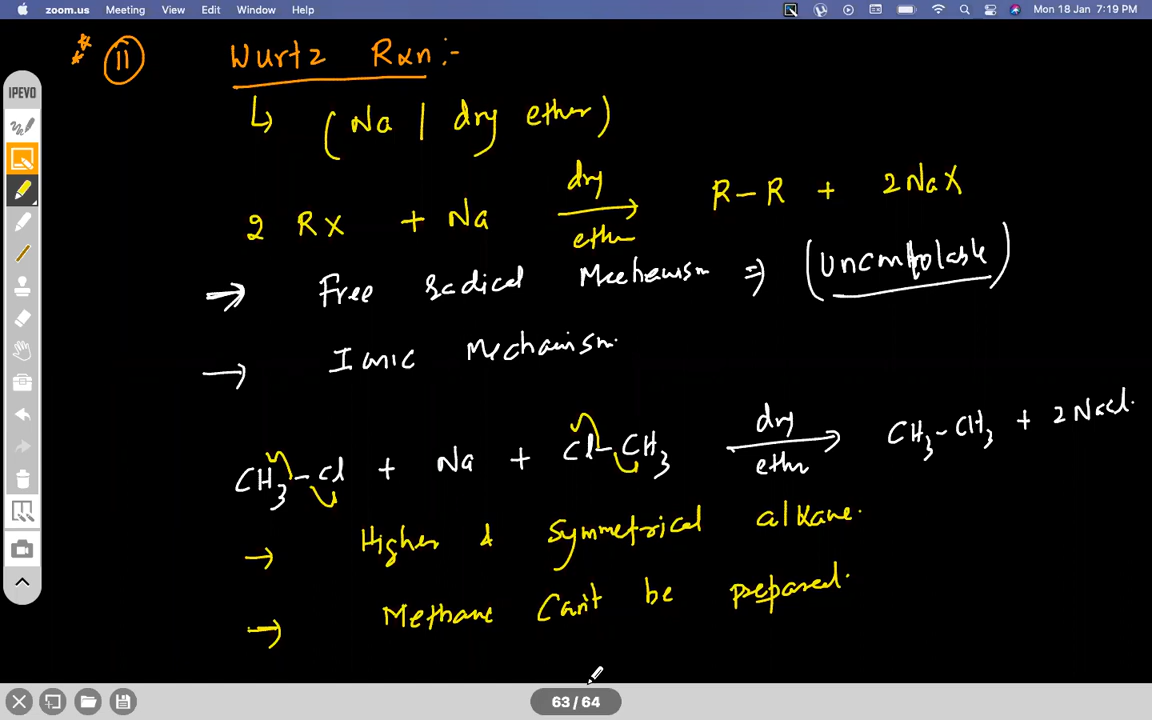 zoom.us Meeting View Edit Window Help Mon 18 Jan 7:19 PM
IPEVO
11 Wurtz Rxn :-
↳ (Na | dry ether)
2 RX + Na dry ether → R-R + 2NaX
→ Free radical Mechanism ⇒ (Uncontrolable)
→ Ionic Mechanism.
CH3-Cl + Na + Cl-CH3 dry ether → CH3-CH3 + 2NaCl.
→ Higher & Symmetrical alkane.
→ Methane Can't be prepared.
63 / 64